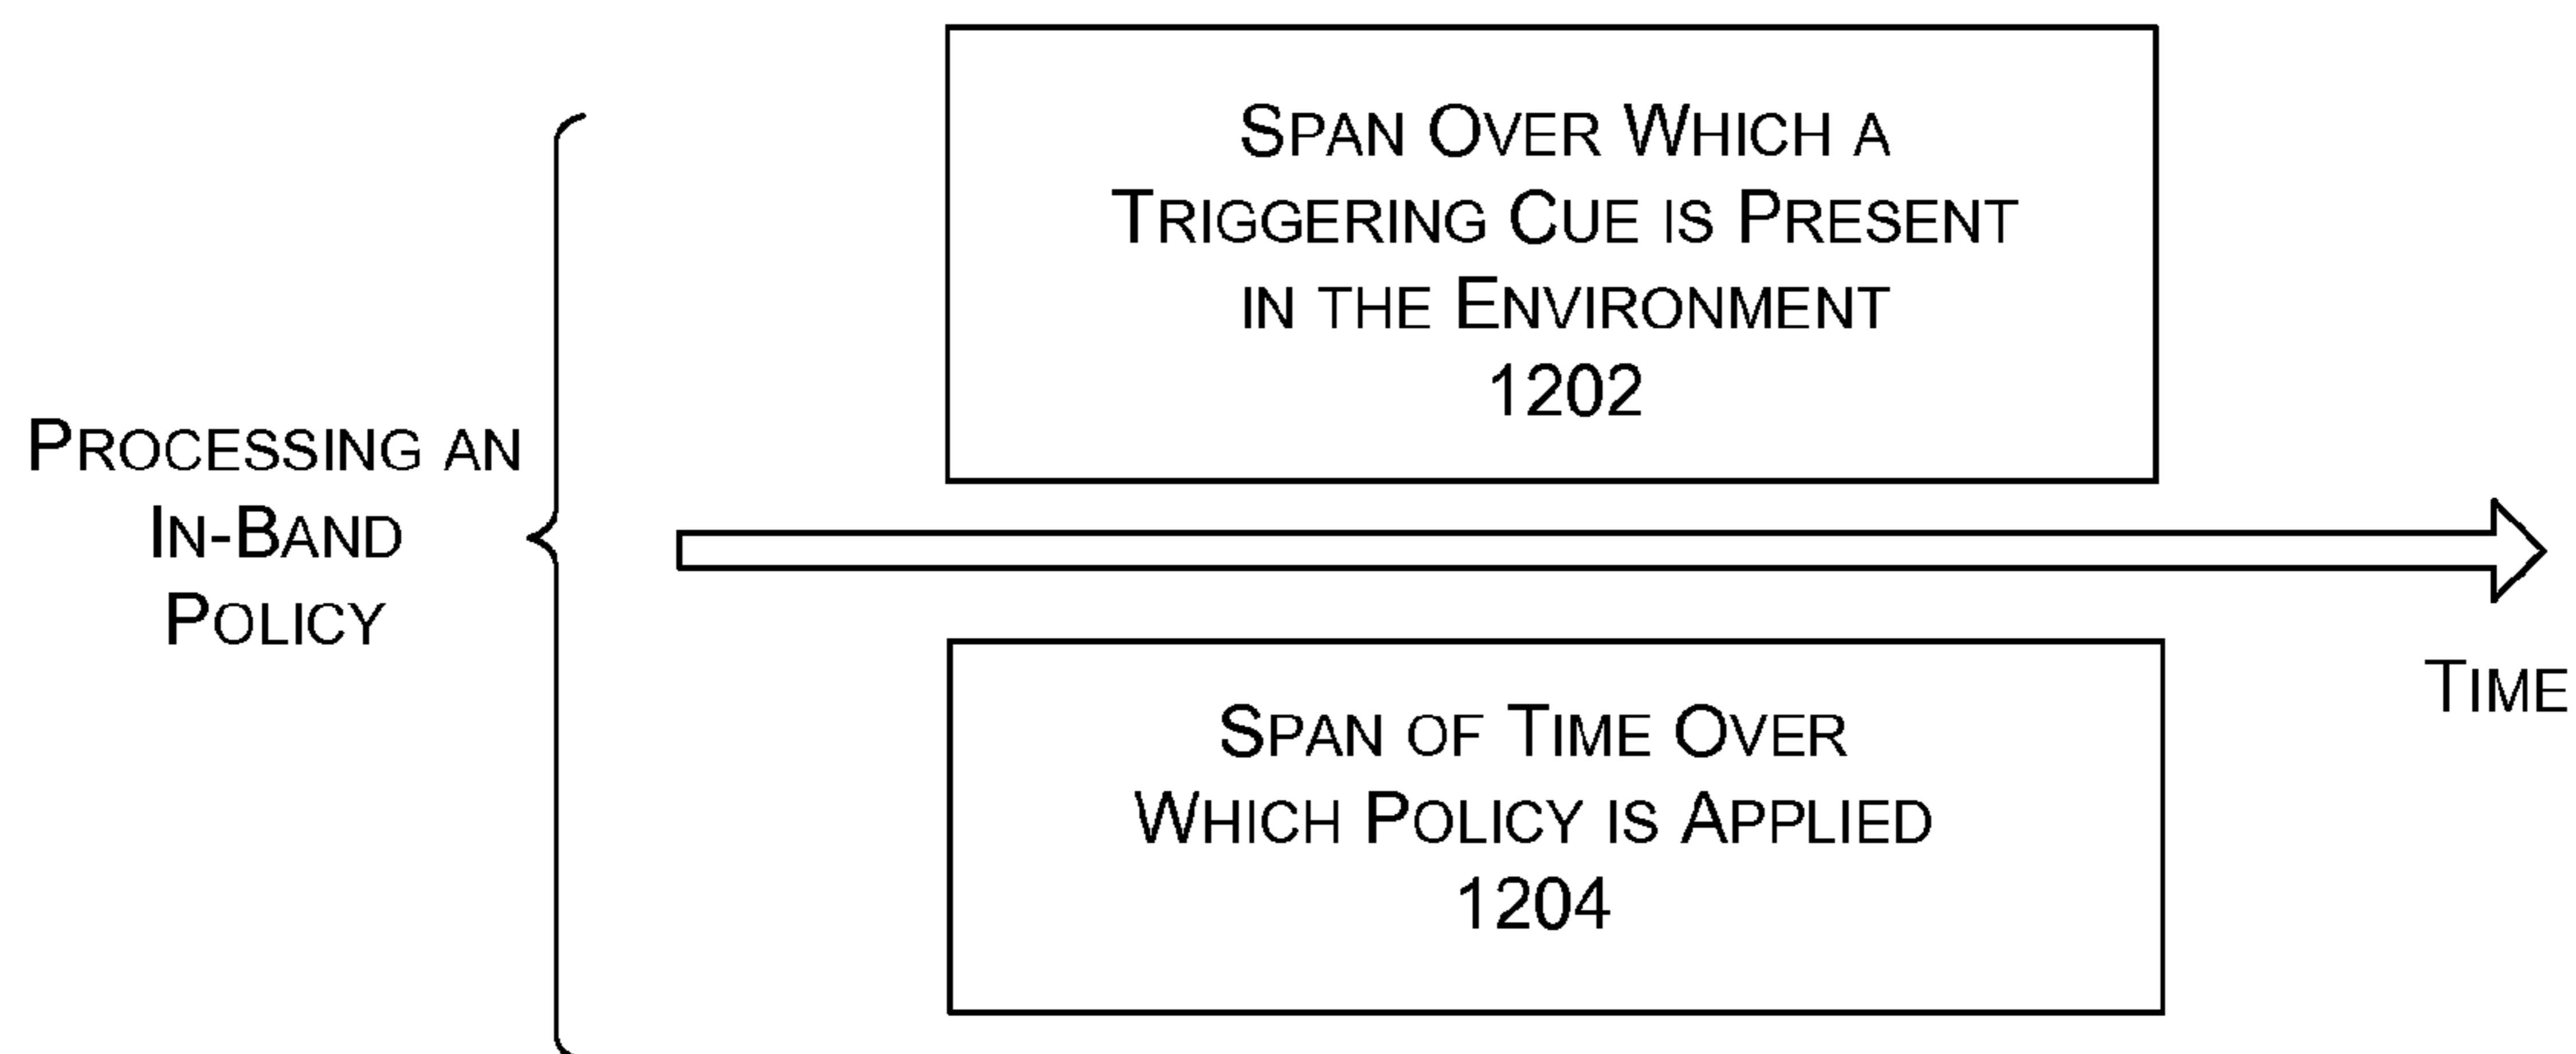 PROCESSING AN
IN-BAND
POLICY
SPAN OVER WHICH A
TRIGGERING CUE IS PRESENT
IN THE ENVIRONMENT
1202
TIME
SPAN OF TIME OVER
WHICH POLICY IS APPLIED
1204